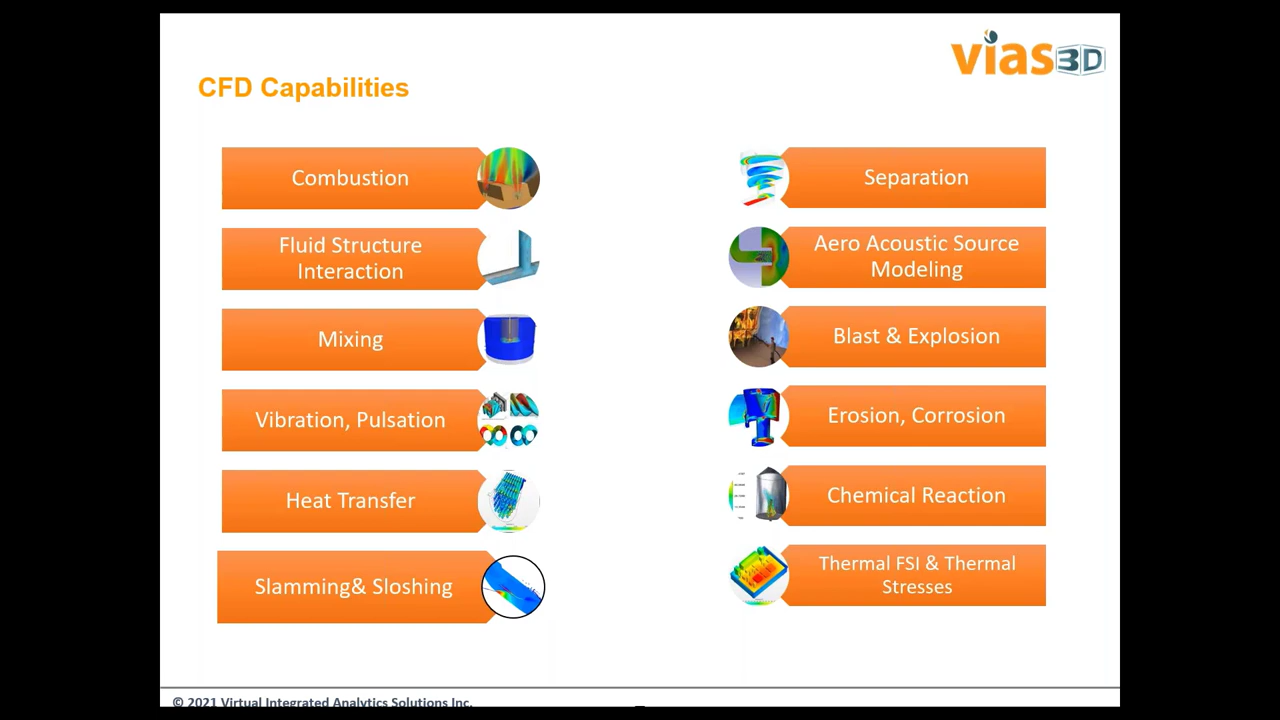 vias3D
CFD Capabilities
Combustion
Fluid Structure
Interaction
Mixing
Vibration, Pulsation
Heat Transfer
Slamming& Sloshing
Separation
Aero Acoustic Source
Modeling
Blast & Explosion
Erosion, Corrosion
Chemical Reaction
Thermal FSI & Thermal
Stresses
© 2021 Virtual Integrated Analytics Solutions Inc.